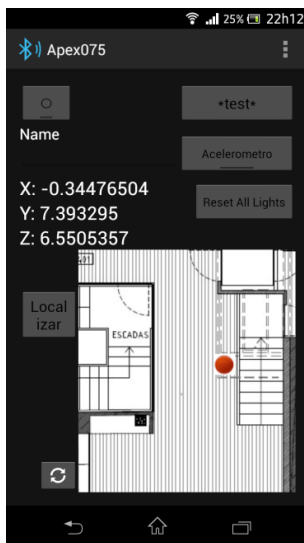 25% 22h12
Apex075
*test*
Name
Acelerometro
X: -0.34476504
Y: 7.393295
Z: 6.5505357
Reset All Lights
Local
izar
ESCADAS